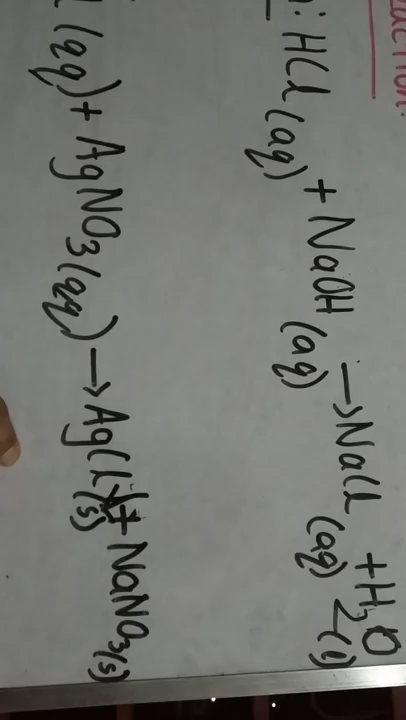 : HCl (aq) + NaOH (aq) → NaCl (aq) + H2O (l)
(aq) + AgNO3 (aq) → AgCl (s) + NaNO3 (s)